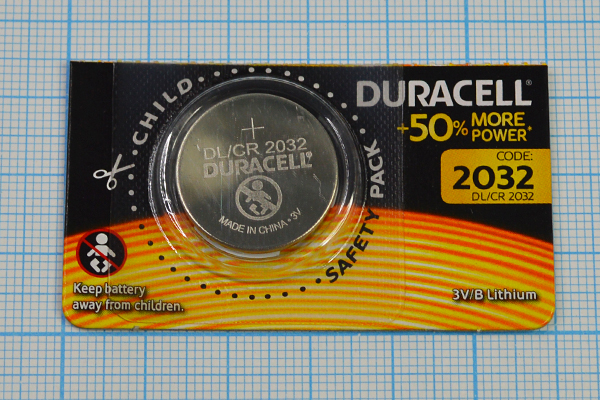 CHILD
SAFETY PACK
DURACELL
+50% MORE
POWER*
CODE:
2032
DL/CR 2032
+
DL/CR 2032
DURACELL
MADE IN CHINA • 3V
Keep battery
away from children.
3V/B Lithium